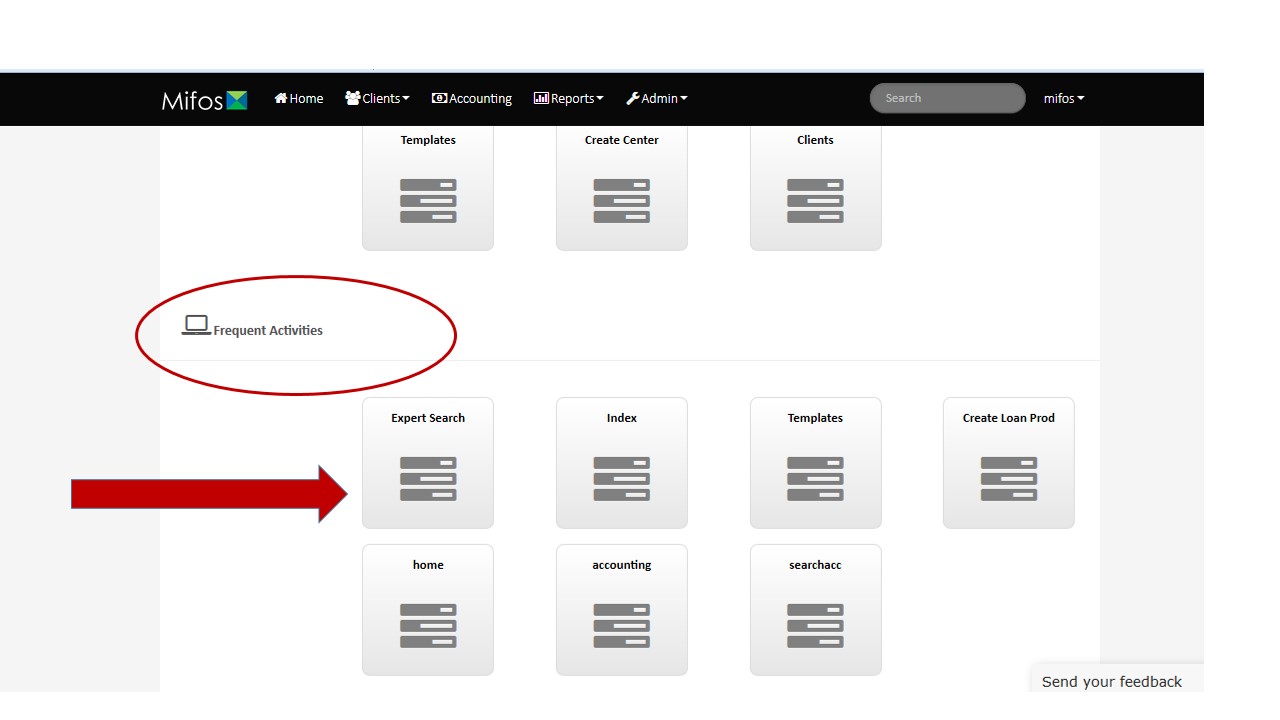 Mifos Home Clients Accounting Reports Admin Search mifos
Templates Create Center Clients
Frequent Activities
Expert Search Index Templates Create Loan Prod
home accounting searchacc
Send your feedback